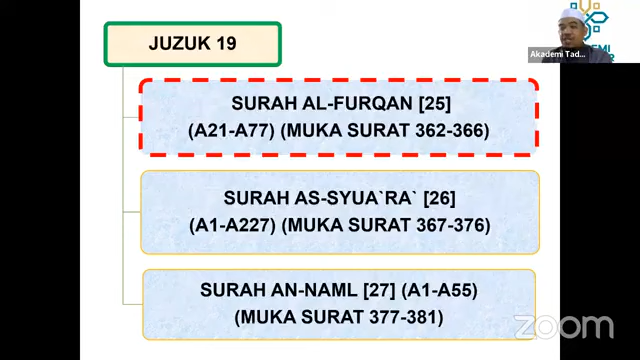 JUZUK 19
SURAH AL-FURQAN [25]
(A21-A77) (MUKA SURAT 362-366)
SURAH AS-SYUA`RA` [26]
(A1-A227) (MUKA SURAT 367-376)
SURAH AN-NAML [27] (A1-A55)
(MUKA SURAT 377-381)
Akademi Tad...
zoom